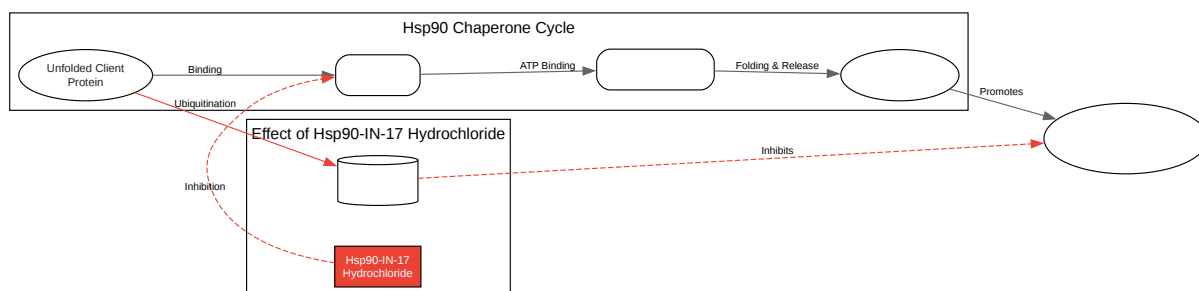 Hsp90 Chaperone Cycle
Unfolded Client
Protein
Binding
ATP Binding
Folding & Release
Promotes
Ubiquitination
Effect of Hsp90-IN-17 Hydrochloride
Inhibits
Inhibition
Hsp90-IN-17
Hydrochloride